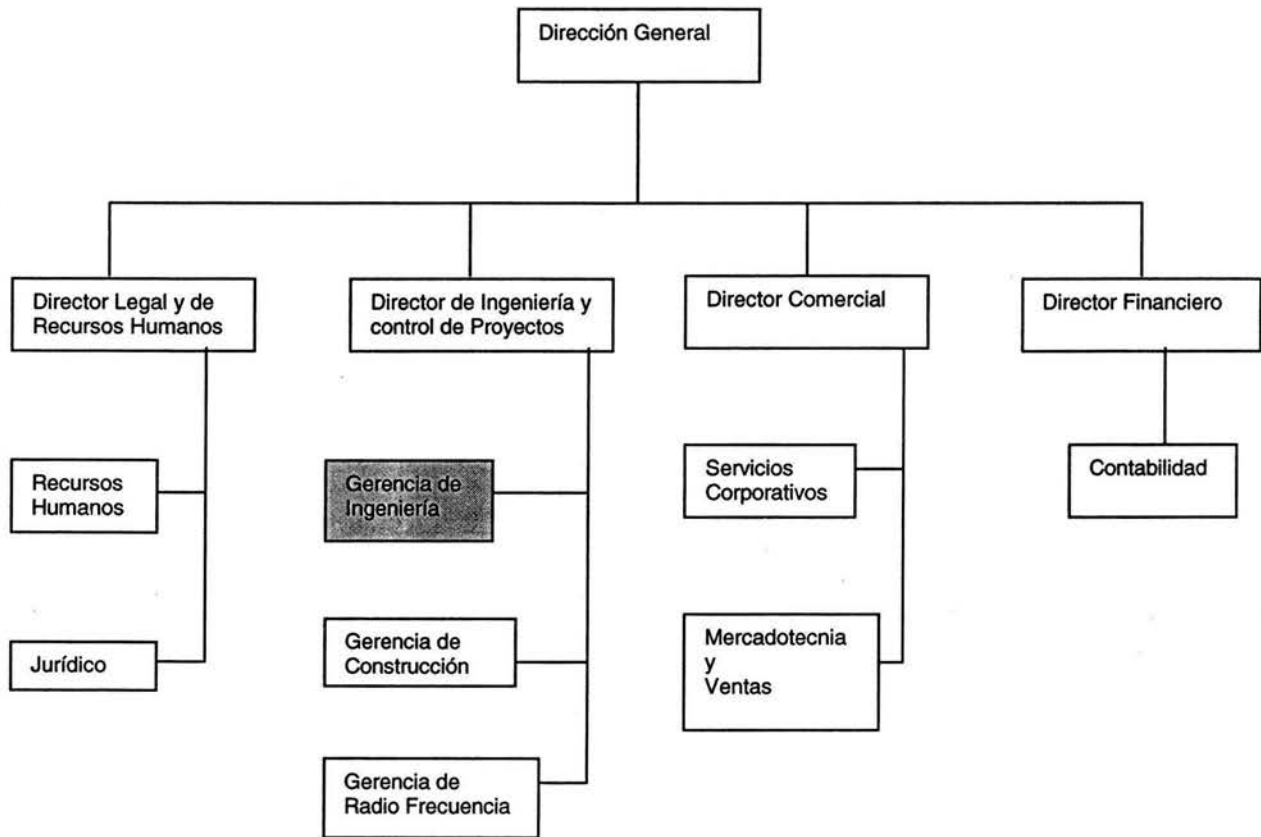 Dirección General
Director Legal y de
Recursos Humanos
Director de Ingeniería y
control de Proyectos
Director Comercial
Director Financiero
Recursos
Humanos
Gerencia de
Ingeniería
Servicios
Corporativos
Contabilidad
Jurídico
Gerencia de
Construcción
Mercadotecnia
y
Ventas
Gerencia de
Radio Frecuencia